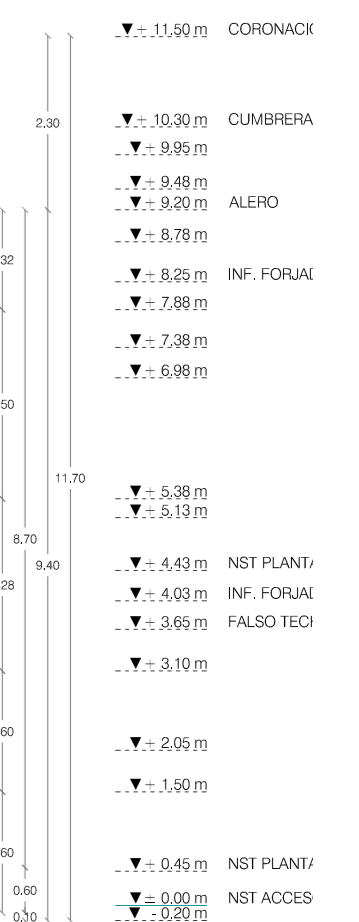 + 11.50 m CORONACI
2.30
+ 10.30 m CUMBRERA
+ 9.95 m
+ 9.48 m
+ 9.20 m ALERO
+ 8.78 m
32
+ 8.25 m INF. FORJAD
+ 7.88 m
+ 7.38 m
+ 6.98 m
50
11.70
+ 5.38 m
+ 5.13 m
8.70
9.40
+ 4.43 m NST PLANTA
28
+ 4.03 m INF. FORJAD
+ 3.65 m FALSO TECH
+ 3.10 m
60
+ 2.05 m
+ 1.50 m
60
+ 0.45 m NST PLANTA
0.60
± 0.00 m NST ACCES
0.10
- 0.20 m